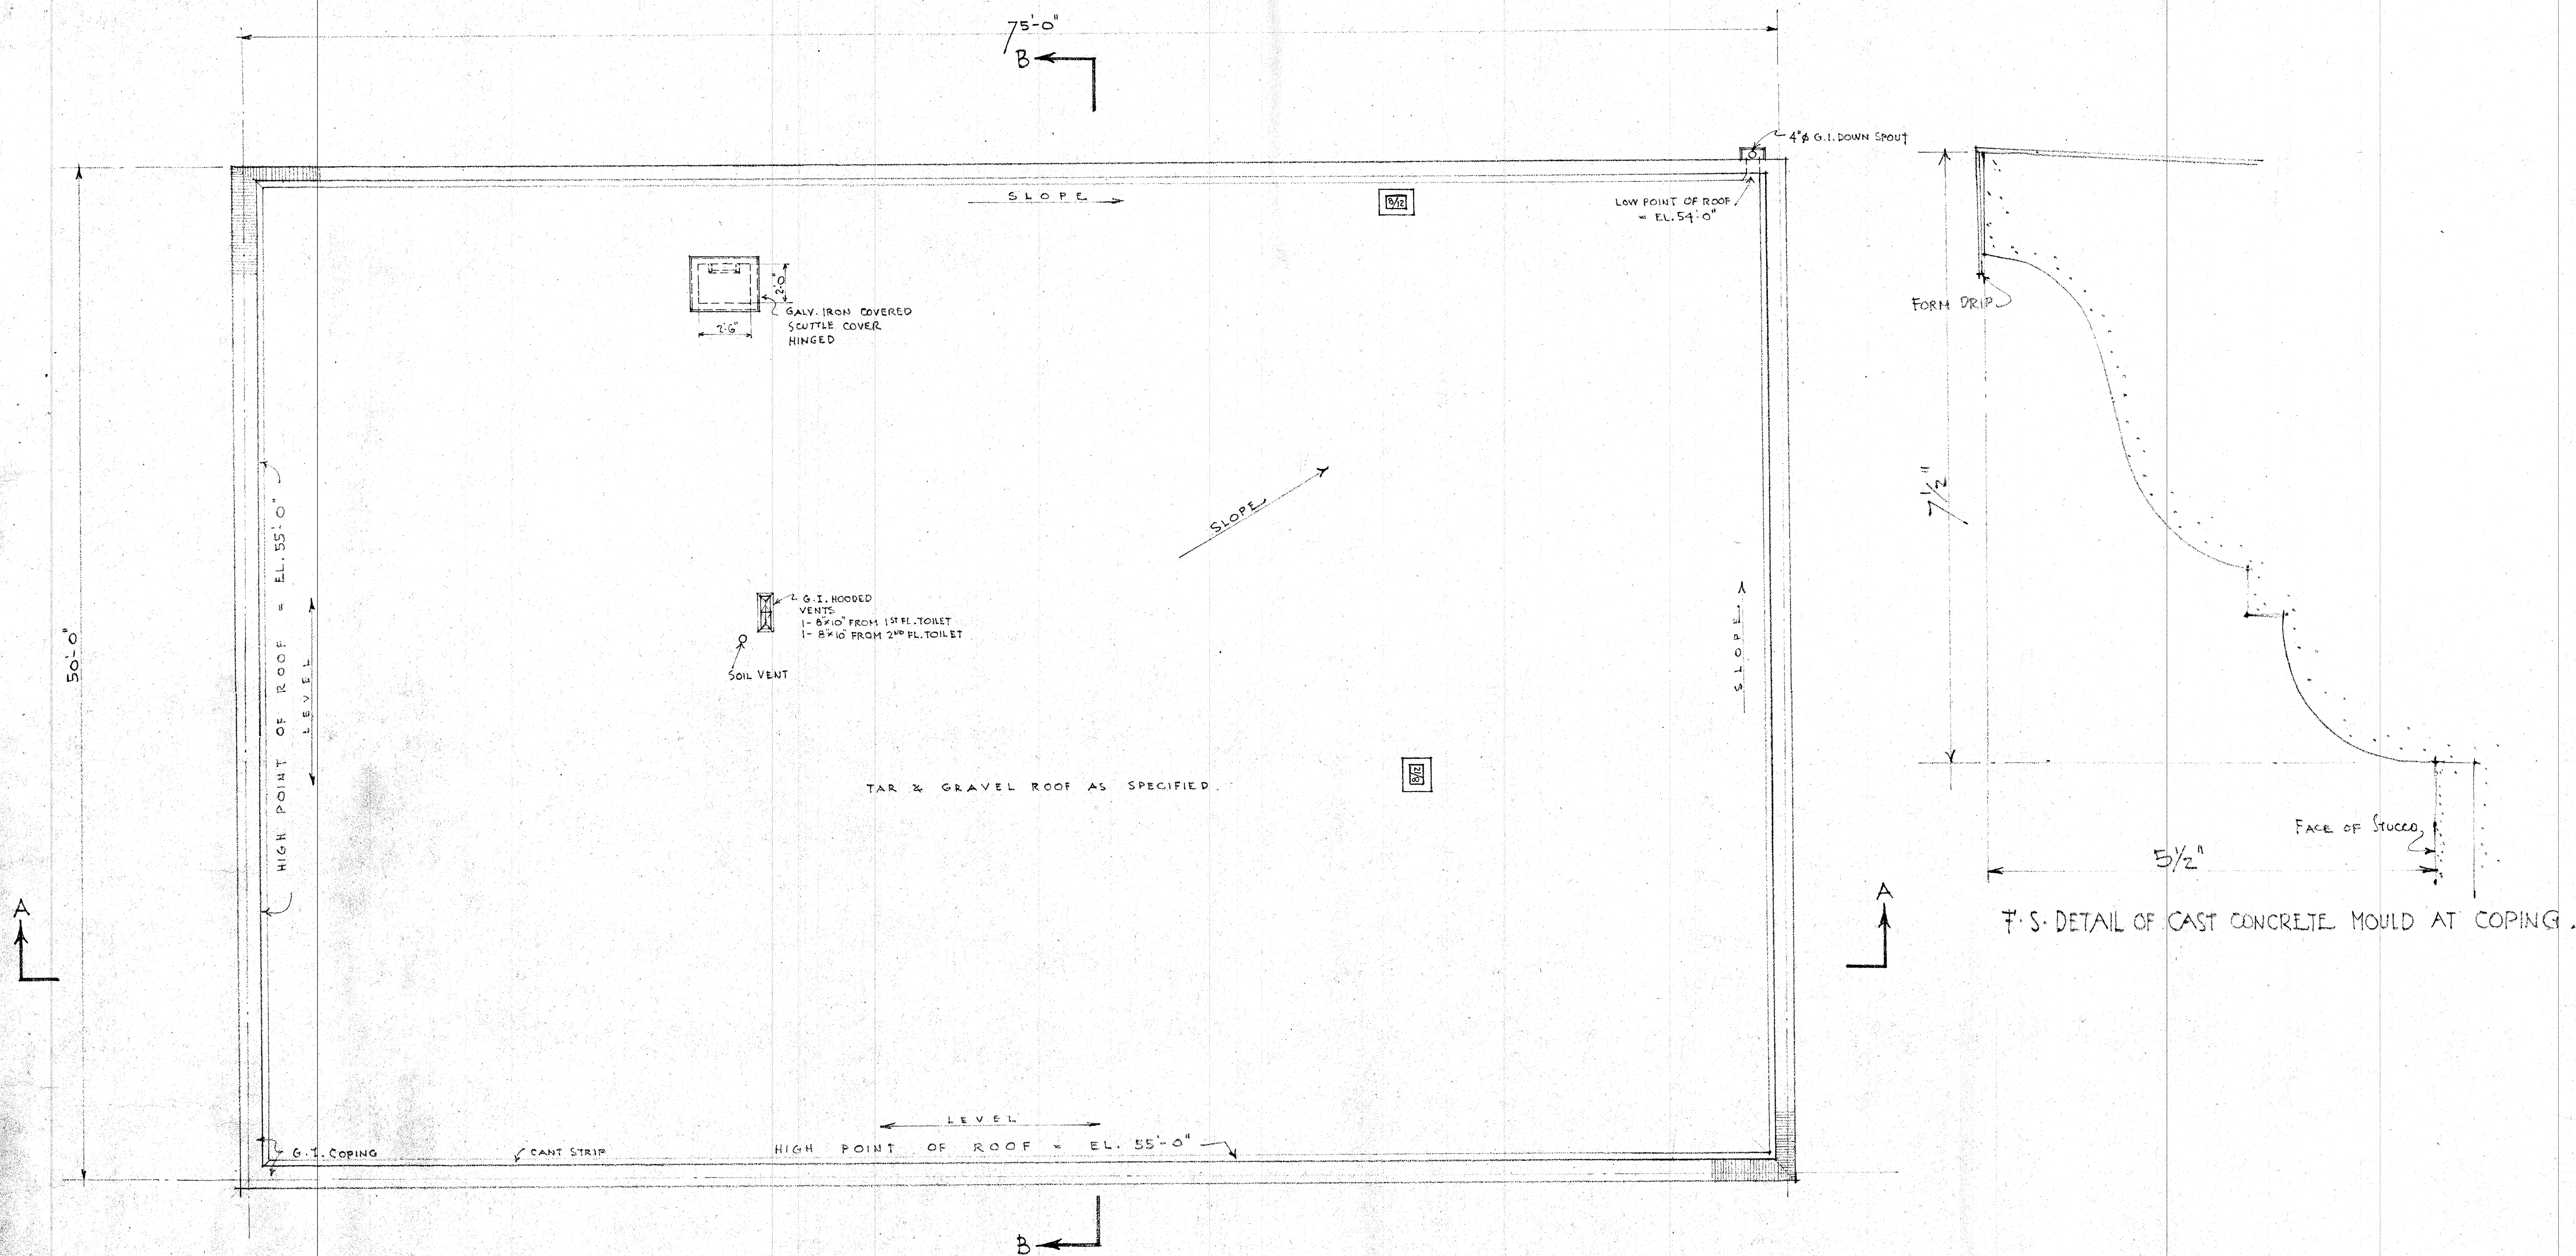 75'-0"
B
4"ø G.I. DOWN SPOUT
SLOPE
8/12
LOW POINT OF ROOF
= EL. 54'-0"
2'-0"
GALV. IRON COVERED
SCUTTLE COVER
HINGED
2'-6"
FORM DRIP
7½"
HIGH POINT OF ROOF = EL. 55'-0"
LEVEL
SLOPE
50'-0"
G.I. HOODED
VENTS
1- 8"x10" FROM 1ST FL. TOILET
1- 8"x10" FROM 2ND FL. TOILET
SOIL VENT
SLOPE
TAR & GRAVEL ROOF AS SPECIFIED.
8/12
FACE OF STUCCO
5½"
A
A
F.S. DETAIL OF CAST CONCRETE MOULD AT COPING.
LEVEL
HIGH POINT OF ROOF = EL. 55'-0"
G.I. COPING
CANT STRIP
B